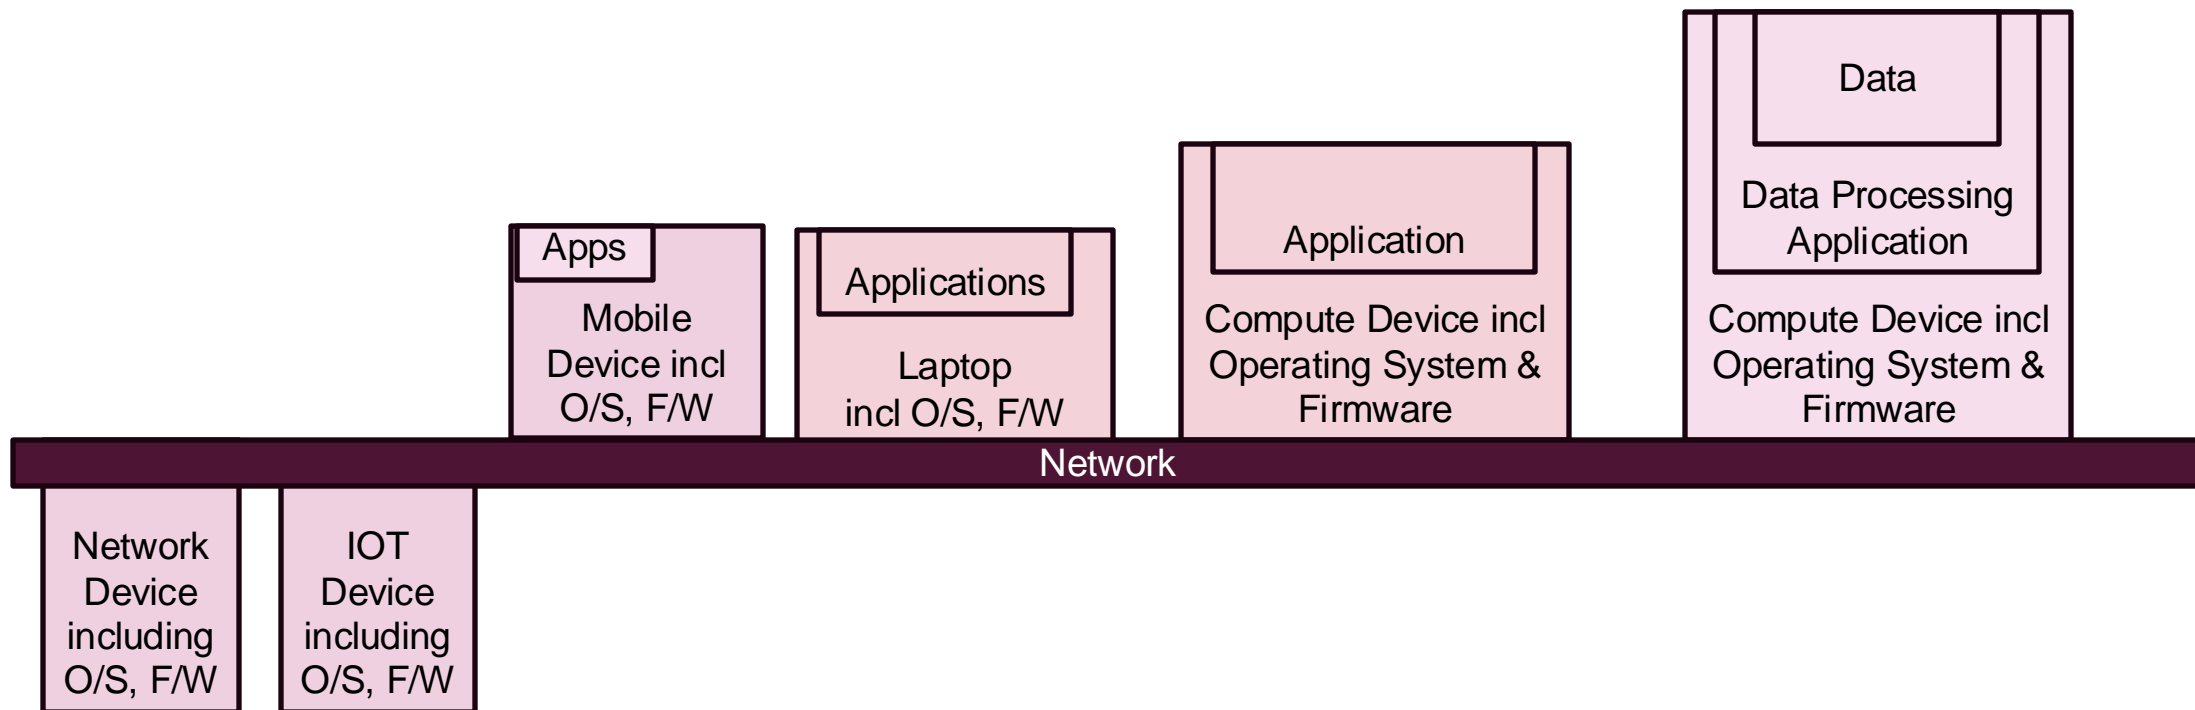 Data
Data Processing
Application
Compute Device incl
Operating System &
Firmware
Application
Compute Device incl
Operating System &
Firmware
Apps
Mobile
Device incl
O/S, F/W
Applications
Laptop
incl O/S, F/W
Network
Network
Device
including
O/S, F/W
IOT
Device
including
O/S, F/W